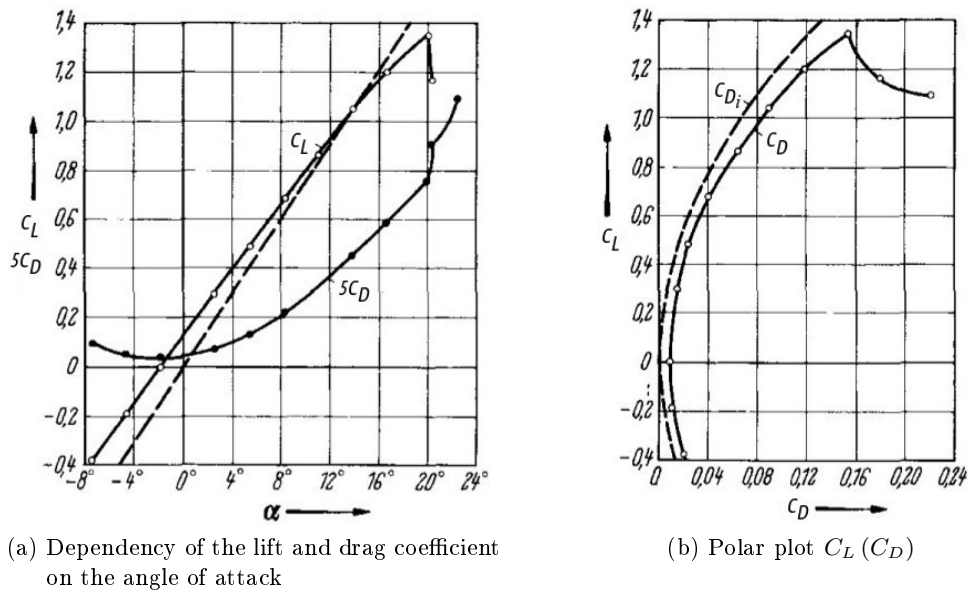 1,4
1,2
1,0
0,8
0,6
0,4
0,2
0
-0,2
-0,4
C_L
5C_D
C_L
5C_D
-8° -4° 0° 4° 8° 12° 16° 20° 24°
α
(a) Dependency of the lift and drag coefficient
on the angle of attack
1,4
1,2
1,0
0,8
0,6
0,4
0,2
0
-0,2
-0,4
C_L
C_{Di}
C_D
0 0,04 0,08 0,12 0,16 0,20 0,24
C_D
(b) Polar plot C_L (C_D)